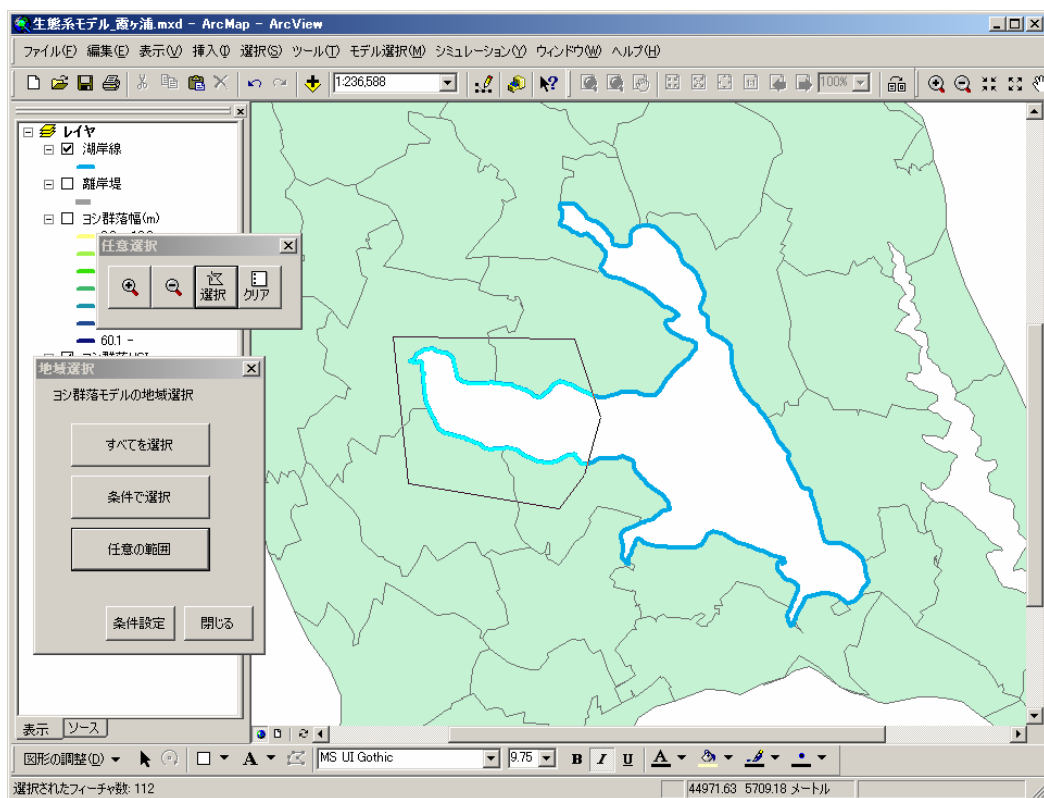 生態系モデル_霞ヶ浦.mxd - ArcMap - ArcView
ファイル(F) 編集(E) 表示(V) 挿入(I) 選択(S) ツール(T) モデル選択(M) シミュレーション(Y) ウィンドウ(W) ヘルプ(H)
1:236,588 100%
レイヤ
湖岸線
離岸堤
ヨシ群落幅(m)
任意選択
選択 クリア
60.1 -
地域選択
ヨシ群落モデルの地域選択
すべてを選択
条件で選択
任意の範囲
条件設定 閉じる
表示 ソース
図形の調整(D) A MS UI Gothic 9.75 B I U A
選択されたフィーチャ数: 112 44971.63 5709.18 メートル